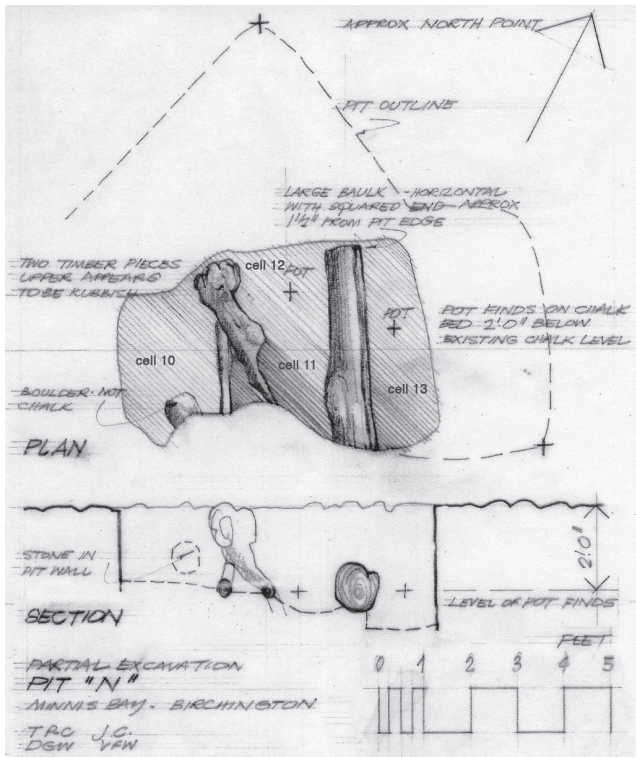 APPROX NORTH POINT
PIT OUTLINE
LARGE BAULK - HORIZONTAL
WITH SQUARED END - APPROX
1½" FROM PIT EDGE
TWO TIMBER PIECES
UPPER APPEARS
TO BE RUBBISH
cell 12
POT
POT
POT FINDS ON CHALK
BED 2'0" BELOW
EXISTING CHALK LEVEL
cell 10
cell 11
cell 13
BOULDER - NOT
CHALK
PLAN
STONE IN
PIT WALL
2'0"
LEVEL OF POT FINDS
SECTION
FEET
0 1 2 3 4 5
PARTIAL EXCAVATION
PIT "N"
MINNIS BAY - BIRCHINGTON
J.C.
DGW VFW